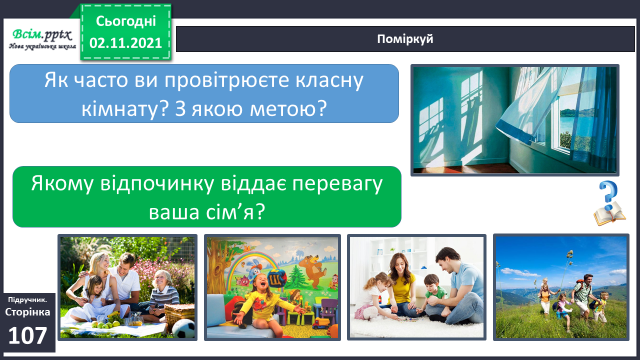 Всім.pptx
Нова українська школа
Сьогодні
02.11.2021
Поміркуй
Як часто ви провітрюєте класну
кімнату? З якою метою?
Якому відпочинку віддає перевагу
ваша сім’я?
Підручник.
Сторінка
107